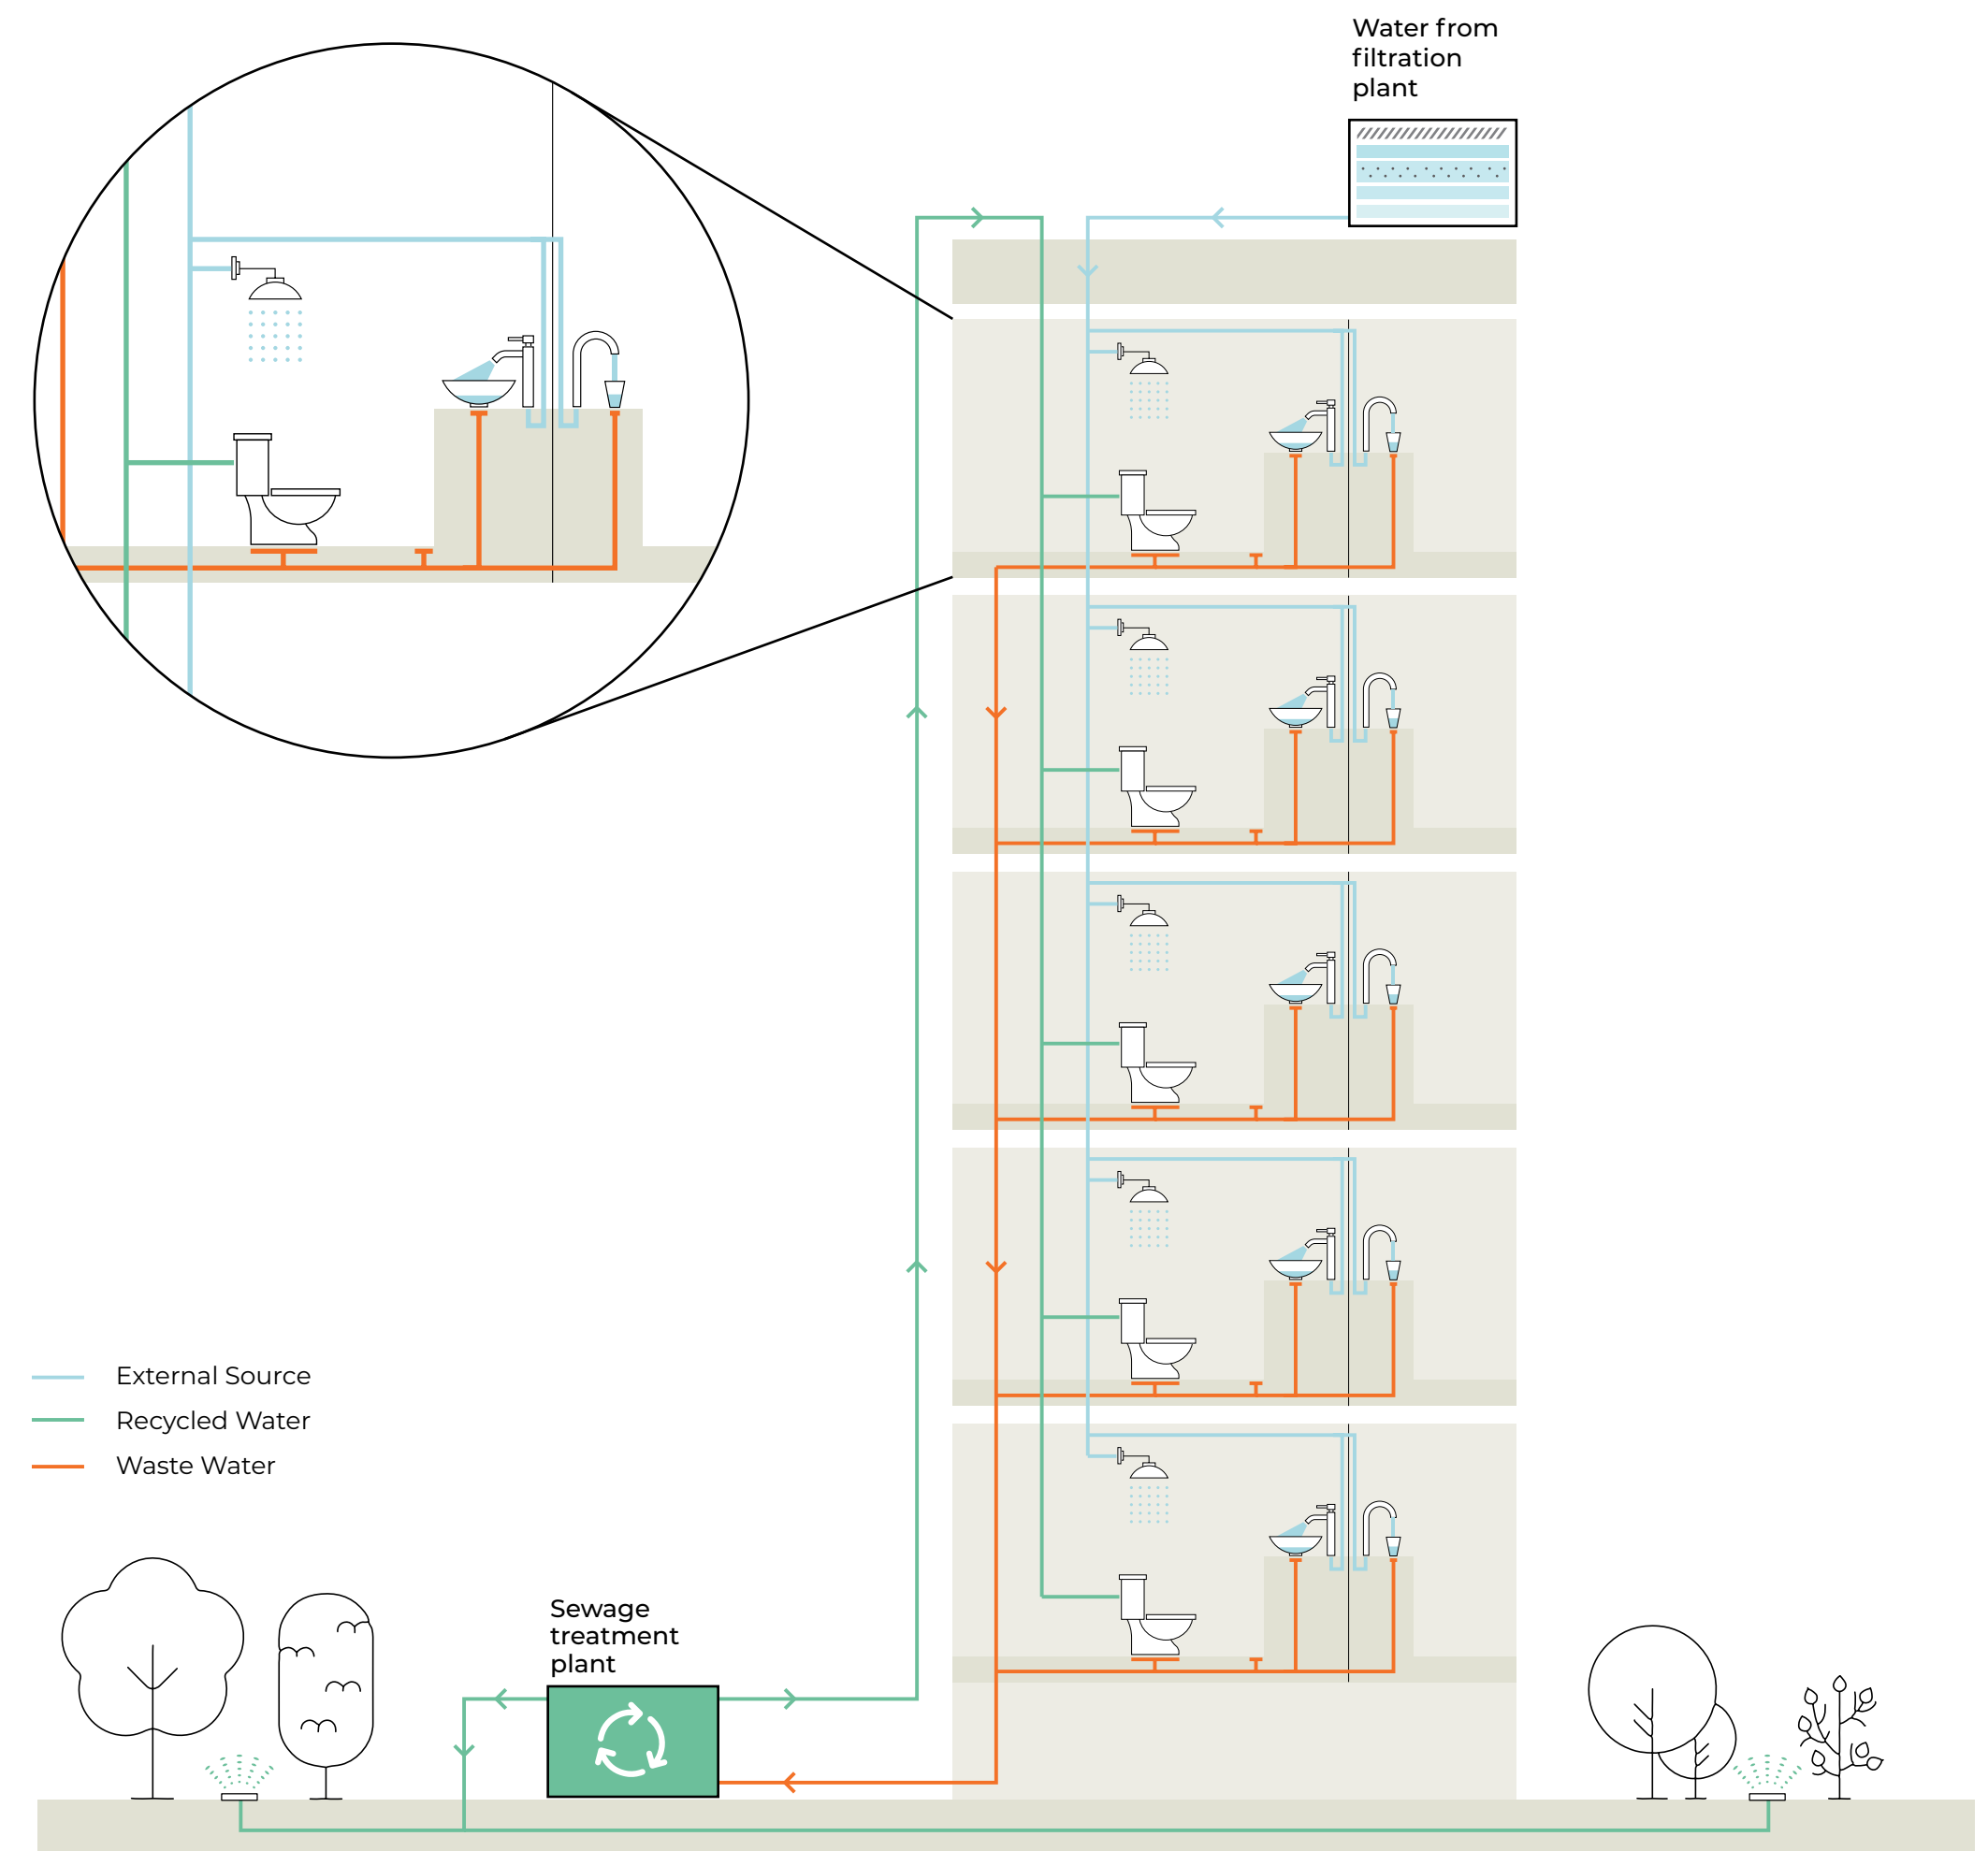 Water from
filtration
plant
External Source
Recycled Water
Waste Water
Sewage
treatment
plant